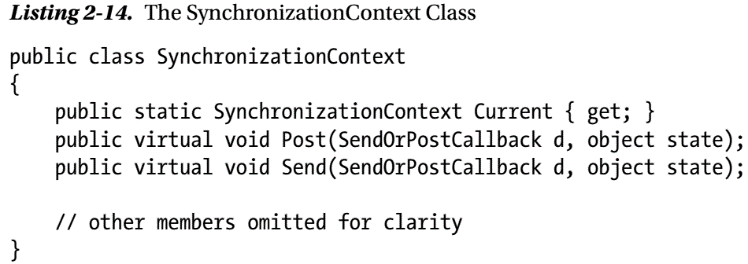 Listing 2-14. The SynchronizationContext Class
public class SynchronizationContext
{
    public static SynchronizationContext Current { get; }
    public virtual void Post(SendOrPostCallback d, object state);
    public virtual void Send(SendOrPostCallback d, object state);

    // other members omitted for clarity
}